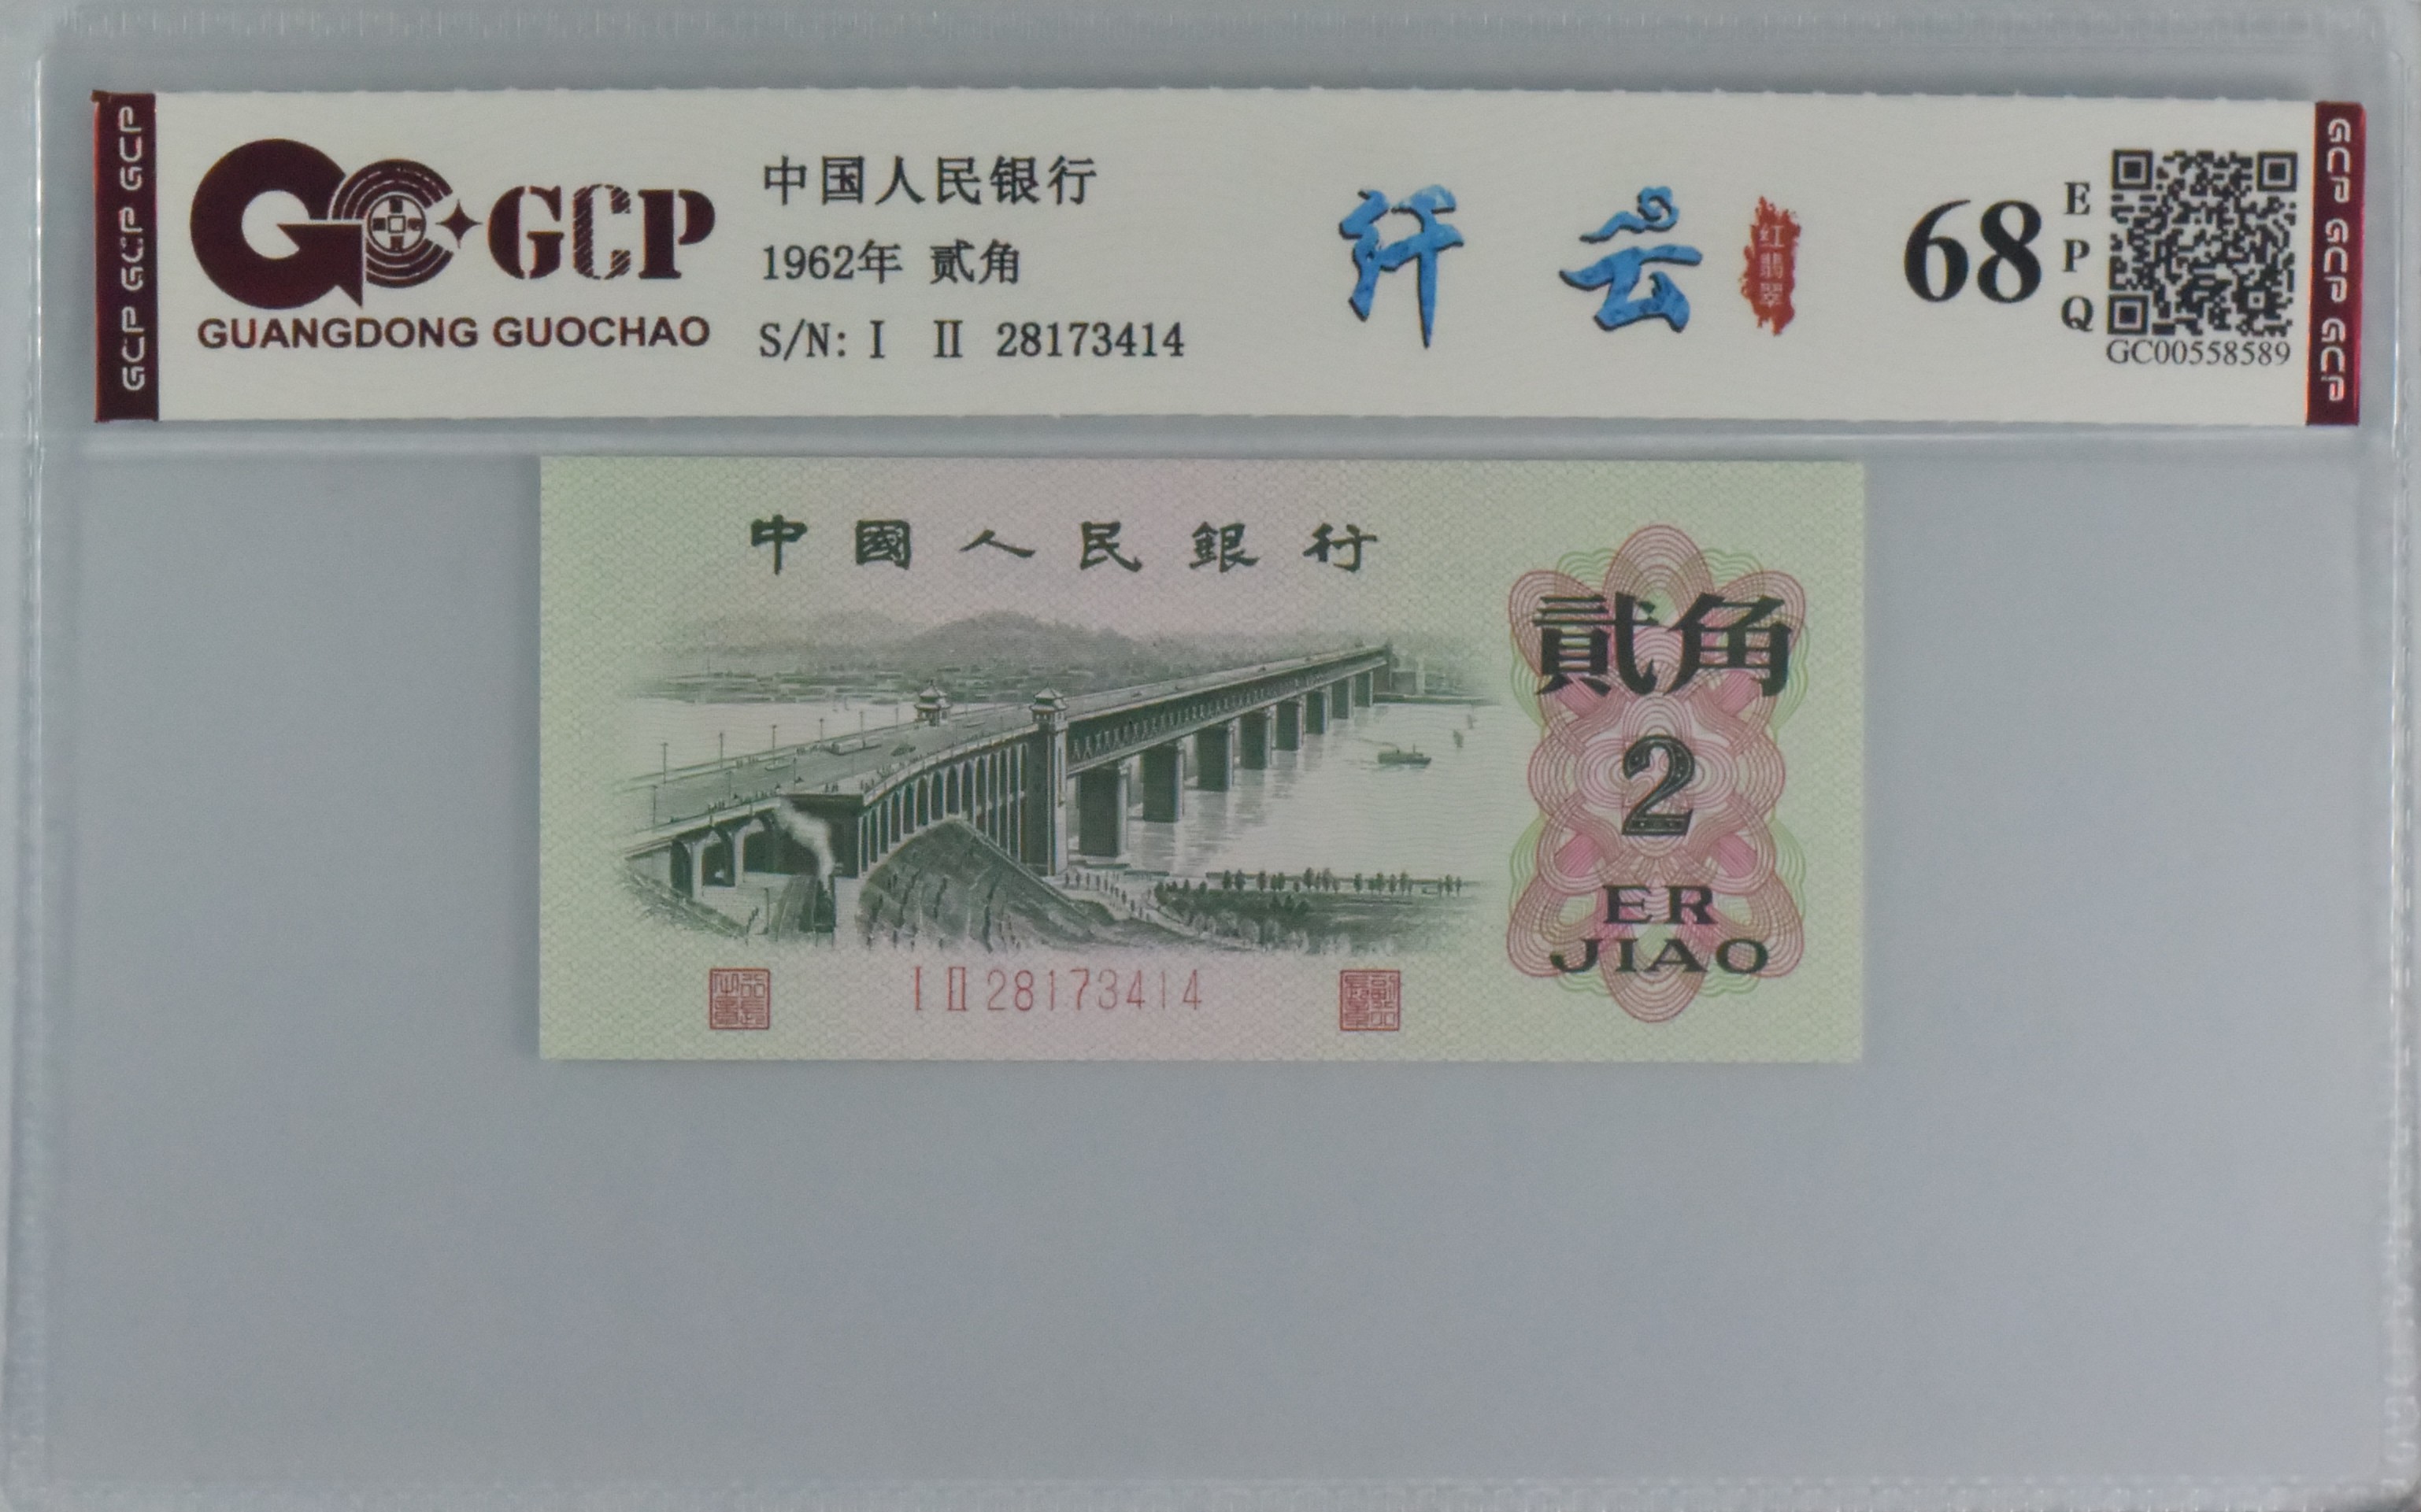 GCP GCP GCP
GCP
GUANGDONG GUOCHAO
中国人民银行
1962年 贰角
S/N: I II 28173414
纤云
红翡翠
68
EPQ
GC00558589
GCP GCP GCP
中國人民銀行
貳角
2
ER
JIAO
I II 28173414